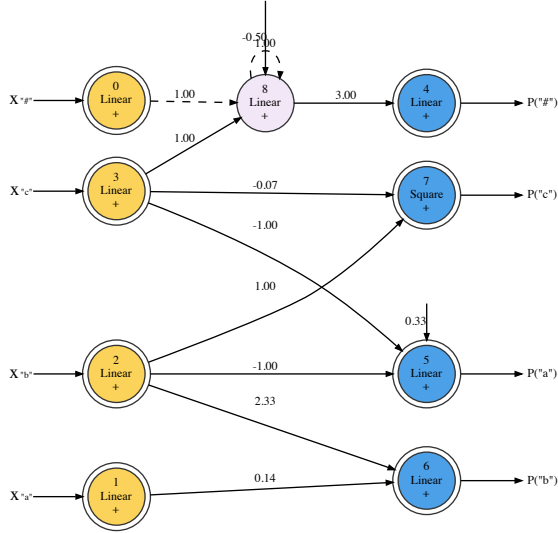 -0.50
1.00
X "#"
0
Linear
+
1.00
8
Linear
+
3.00
4
Linear
+
P("#")
1.00
X "c"
3
Linear
+
-0.07
7
Square
+
P("c")
-1.00
1.00
0.33
X "b"
2
Linear
+
-1.00
5
Linear
+
P("a")
2.33
X "a"
1
Linear
+
0.14
6
Linear
+
P("b")